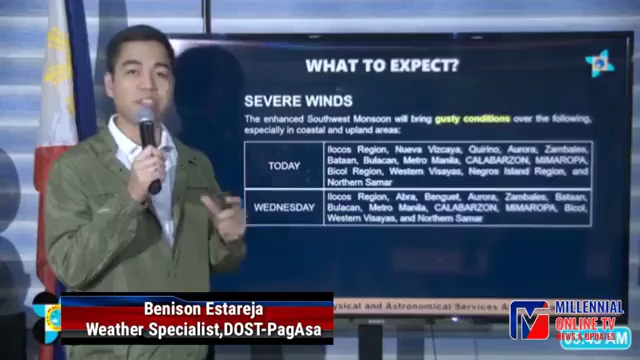 WHAT TO EXPECT?
SEVERE WINDS
The enhanced Southwest Monsoon will bring gusty conditions over the following,
especially in coastal and upland areas:
TODAY
Ilocos Region, Nueva Vizcaya, Quirino, Aurora, Zambales,
Bataan, Bulacan, Metro Manila, CALABARZON, MIMAROPA,
Bicol Region, Western Visayas, Negros Island Region, and
Northern Samar
WEDNESDAY
Ilocos Region, Abra, Benguet, Aurora, Zambales, Bataan,
Bulacan, Metro Manila, CALABARZON, MIMAROPA, Bicol,
Western Visayas, and Northern Samar
Physical and Astronomical Services
Benison Estareja
Weather Specialist,DOST-PagAsa
MILLENNIAL
ONLINE TV
NEWS & UPDATES
AM